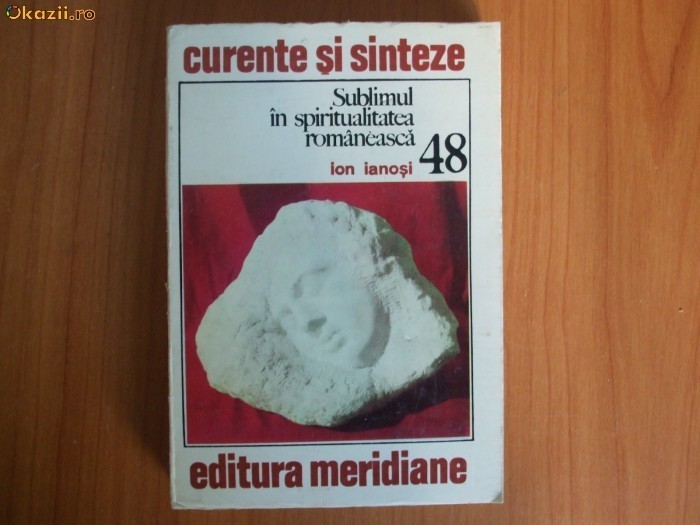 Okazii.ro
curente și sinteze
Sublimul
în spiritualitatea
românească
48
ion ianoși
editura meridiane